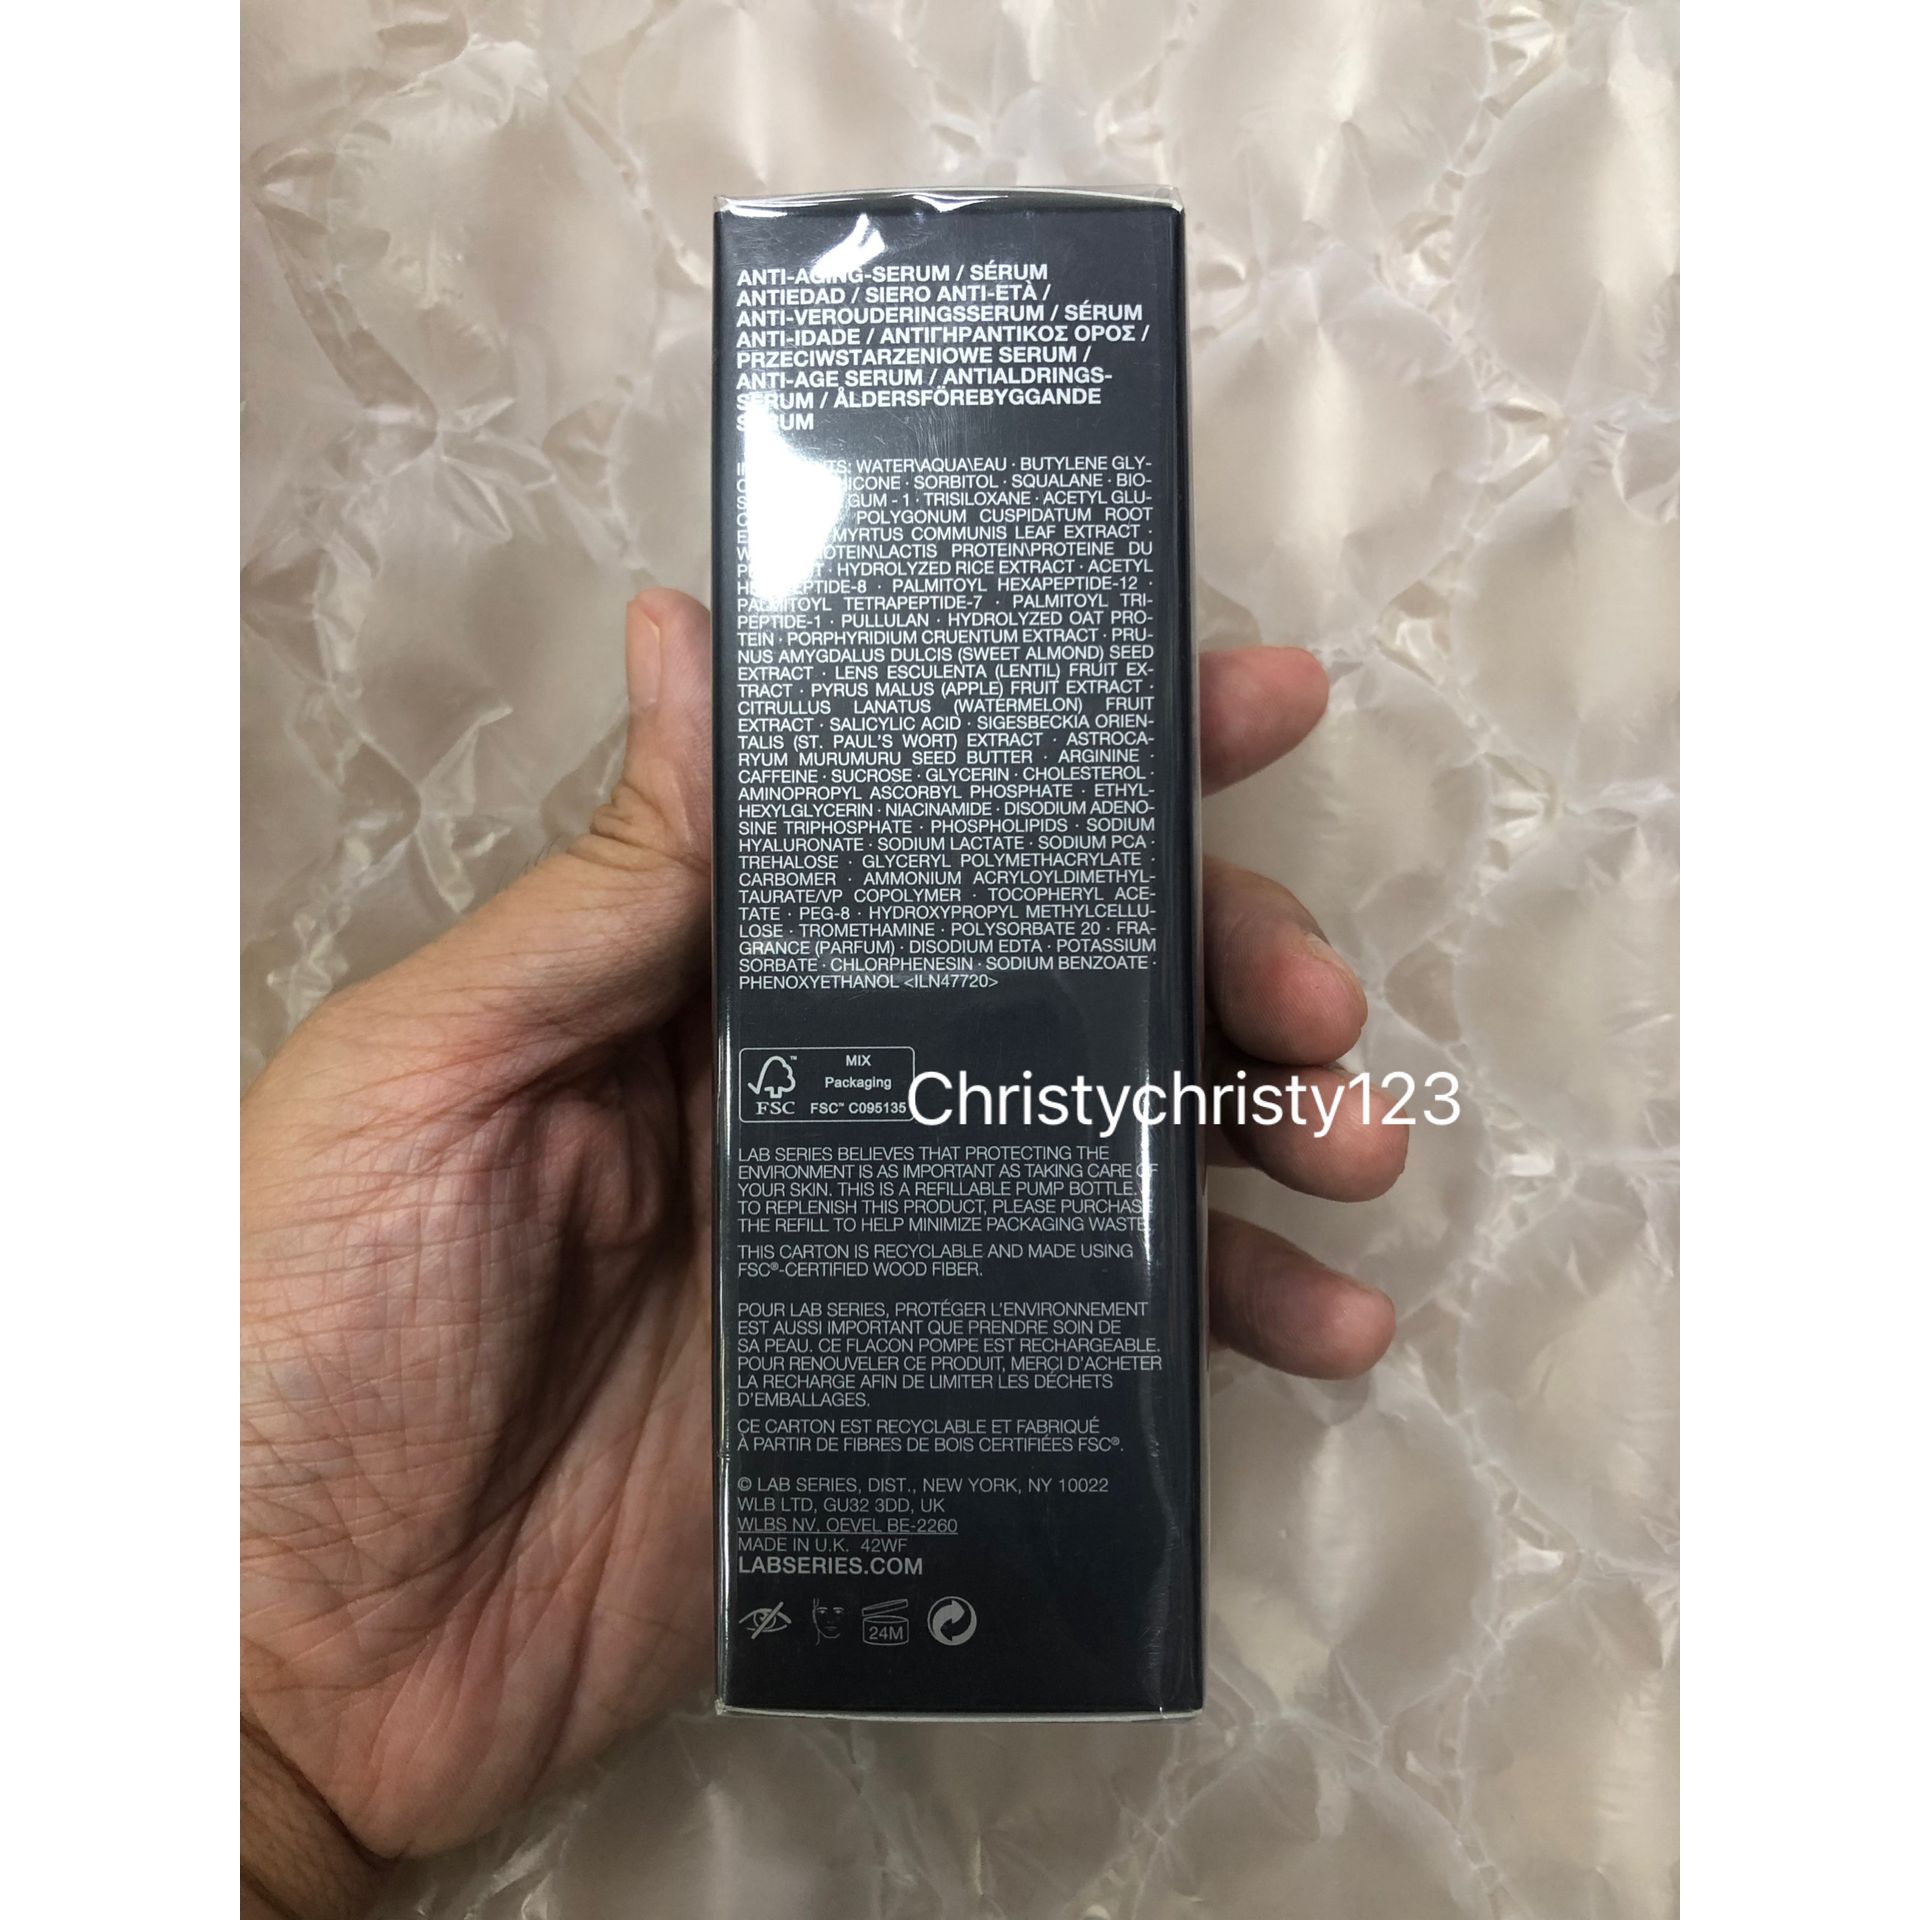 ANTI-AGING-SERUM / SÉRUM
ANTIEDAD / SIERO ANTI-ETÀ /
ANTI-VEROUDERINGSSERUM / SÉRUM
ANTI-IDADE / ΑΝΤΙΓΗΡΑΝΤΙΚΟΣ ΟΡΟΣ /
PRZECIWSTARZENIOWE SERUM /
ANTI-AGE SERUM / ANTIALDRINGS-
SERUM / ÅLDERSFÖREBYGGANDE
SERUM
WATER\AQUA\EAU · BUTYLENE GLY-
SORBITOL · SQUALANE · BIO-
GUM - 1 · TRISILOXANE · ACETYL GLU-
POLYGONUM CUSPIDATUM ROOT
MYRTUS COMMUNIS LEAF EXTRACT ·
PROTEIN\LACTIS PROTEIN\PROTEINE DU
· HYDROLYZED RICE EXTRACT · ACETYL
HEXAPEPTIDE-8 · PALMITOYL HEXAPEPTIDE-12 ·
PALMITOYL TETRAPEPTIDE-7 · PALMITOYL TRI-
PEPTIDE-1 · PULLULAN · HYDROLYZED OAT PRO-
TEIN · PORPHYRIDIUM CRUENTUM EXTRACT · PRU-
NUS AMYGDALUS DULCIS (SWEET ALMOND) SEED
EXTRACT · LENS ESCULENTA (LENTIL) FRUIT EX-
TRACT · PYRUS MALUS (APPLE) FRUIT EXTRACT ·
CITRULLUS LANATUS (WATERMELON) FRUIT
EXTRACT · SALICYLIC ACID · SIGESBECKIA ORIEN-
TALIS (ST. PAUL'S WORT) EXTRACT · ASTROCA-
RYUM MURUMURU SEED BUTTER · ARGININE ·
CAFFEINE · SUCROSE · GLYCERIN · CHOLESTEROL ·
AMINOPROPYL ASCORBYL PHOSPHATE · ETHYL-
HEXYLGLYCERIN · NIACINAMIDE · DISODIUM ADENO-
SINE TRIPHOSPHATE · PHOSPHOLIPIDS · SODIUM
HYALURONATE · SODIUM LACTATE · SODIUM PCA ·
TREHALOSE · GLYCERYL POLYMETHACRYLATE ·
CARBOMER · AMMONIUM ACRYLOYLDIMETHYL-
TAURATE/VP COPOLYMER · TOCOPHERYL ACE-
TATE · PEG-8 · HYDROXYPROPYL METHYLCELLU-
LOSE · TROMETHAMINE · POLYSORBATE 20 · FRA-
GRANCE (PARFUM) · DISODIUM EDTA · POTASSIUM
SORBATE · CHLORPHENESIN · SODIUM BENZOATE ·
PHENOXYETHANOL <ILN47720>
MIX
Packaging
FSC FSC™ C095135
Christychristy123
LAB SERIES BELIEVES THAT PROTECTING THE
ENVIRONMENT IS AS IMPORTANT AS TAKING CARE OF
YOUR SKIN. THIS IS A REFILLABLE PUMP BOTTLE.
TO REPLENISH THIS PRODUCT, PLEASE PURCHASE
THE REFILL TO HELP MINIMIZE PACKAGING WASTE.
THIS CARTON IS RECYCLABLE AND MADE USING
FSC®-CERTIFIED WOOD FIBER.
POUR LAB SERIES, PROTÉGER L'ENVIRONNEMENT
EST AUSSI IMPORTANT QUE PRENDRE SOIN DE
SA PEAU. CE FLACON POMPE EST RECHARGEABLE.
POUR RENOUVELER CE PRODUIT, MERCI D'ACHETER
LA RECHARGE AFIN DE LIMITER LES DÉCHETS
D'EMBALLAGES.
CE CARTON EST RECYCLABLE ET FABRIQUÉ
À PARTIR DE FIBRES DE BOIS CERTIFIÉES FSC®.
© LAB SERIES, DIST., NEW YORK, NY 10022
WLB LTD, GU32 3DD, UK
WLBS NV, OEVEL BE-2260
MADE IN U.K. 42WF
LABSERIES.COM
24M